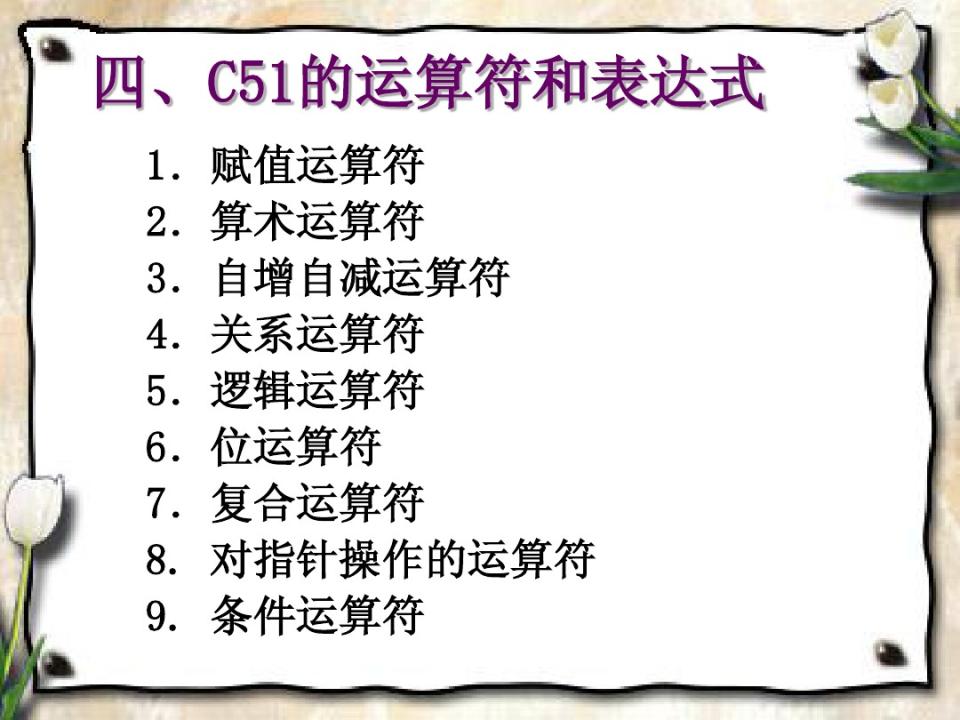 四、C51的运算符和表达式
1. 赋值运算符
2. 算术运算符
3. 自增自减运算符
4. 关系运算符
5. 逻辑运算符
6. 位运算符
7. 复合运算符
8. 对指针操作的运算符
9. 条件运算符